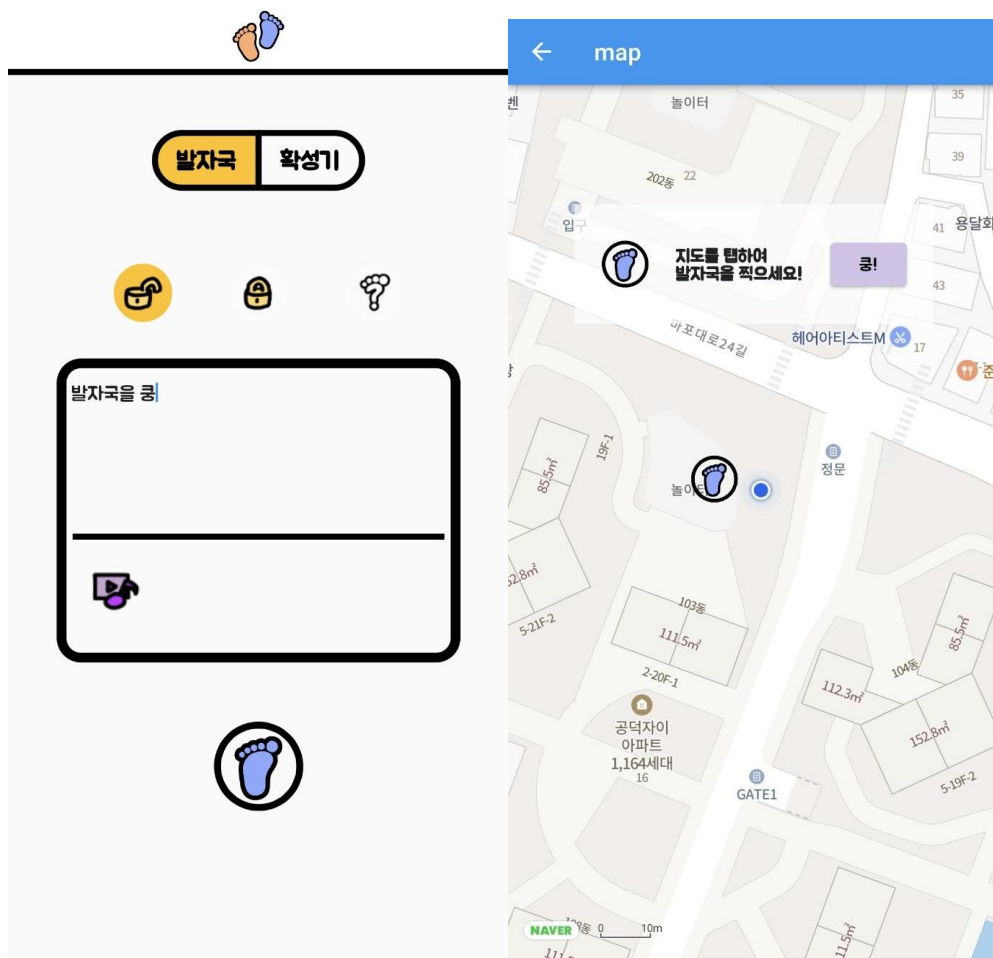 발자국 확성기
발자국을 쿵
map
놀이터
35
39
202동 22
입구
41 용달화
지도를 탭하여
발자국을 찍으세요!
쿵!
43
마포대로24길
헤어아티스트M
17
준
19F-1
85.5㎡
정문
놀이터
5-21F-2
103동
111.5㎡
2-20F-1
85.5㎡
104동
112.3㎡
152.8㎡
5-19F-2
공덕자이
아파트
1,164세대
16
GATE1
NAVER
0 10m